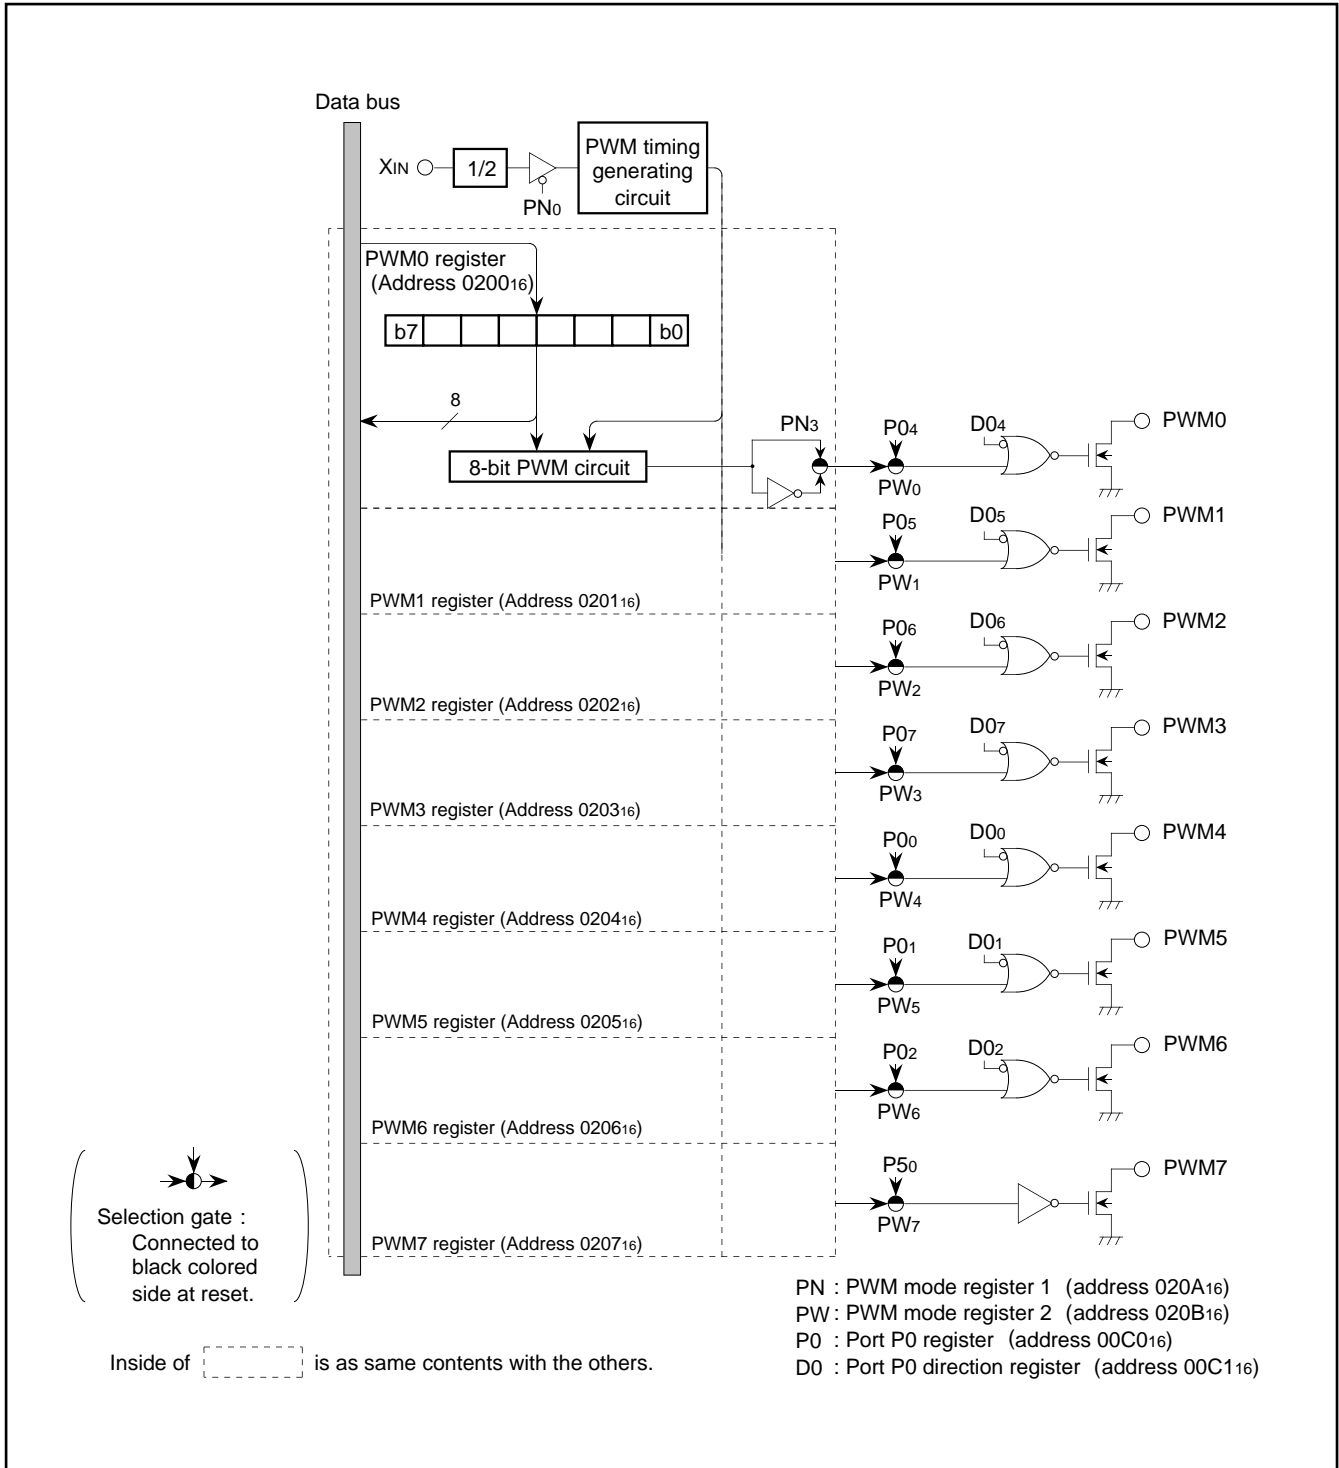 Data bus
XIN
1/2
PN0
PWM timing
generating
circuit
PWM0 register
(Address 020016)
b7
b0
8
8-bit PWM circuit
PN3
P04
PW0
D04
PWM0
P05
PW1
D05
PWM1
PWM1 register (Address 020116)
P06
PW2
D06
PWM2
PWM2 register (Address 020216)
P07
PW3
D07
PWM3
PWM3 register (Address 020316)
P00
PW4
D00
PWM4
PWM4 register (Address 020416)
P01
PW5
D01
PWM5
PWM5 register (Address 020516)
P02
PW6
D02
PWM6
PWM6 register (Address 020616)
P50
PW7
PWM7
PWM7 register (Address 020716)
Selection gate :
Connected to
black colored
side at reset.
Inside of
is as same contents with the others.
PN : PWM mode register 1 (address 020A16)
PW : PWM mode register 2 (address 020B16)
P0 : Port P0 register (address 00C016)
D0 : Port P0 direction register (address 00C116)